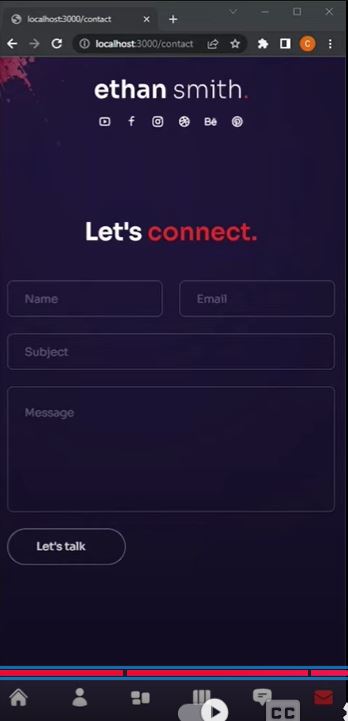 localhost:3000/contact
localhost:3000/contact
C
ethan smith.
Bē
Let's connect.
Name
Email
Subject
Message
Let's talk
CC